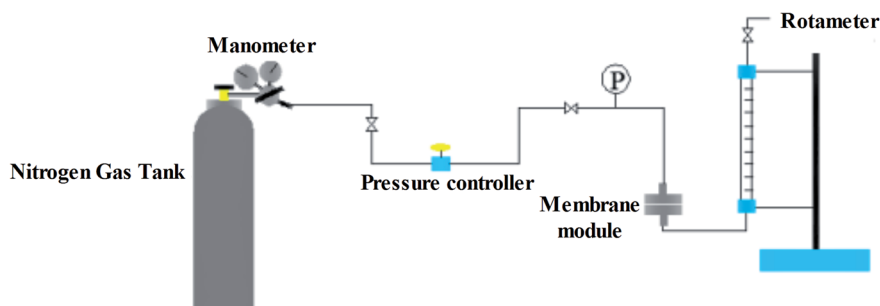 Rotameter
Manometer
P
Nitrogen Gas Tank
Pressure controller
Membrane
module